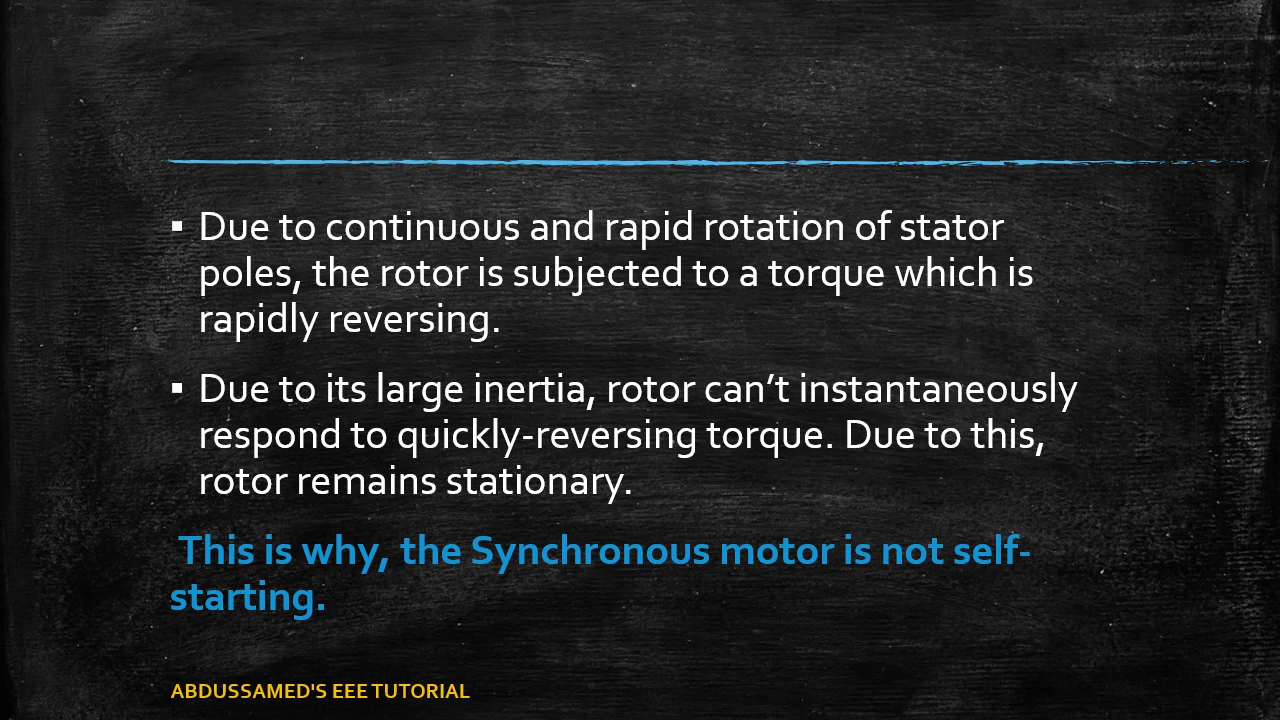 ▪ Due to continuous and rapid rotation of stator
poles, the rotor is subjected to a torque which is
rapidly reversing.
▪ Due to its large inertia, rotor can’t instantaneously
respond to quickly-reversing torque. Due to this,
rotor remains stationary.
This is why, the Synchronous motor is not self-
starting.
ABDUSSAMED'S EEE TUTORIAL